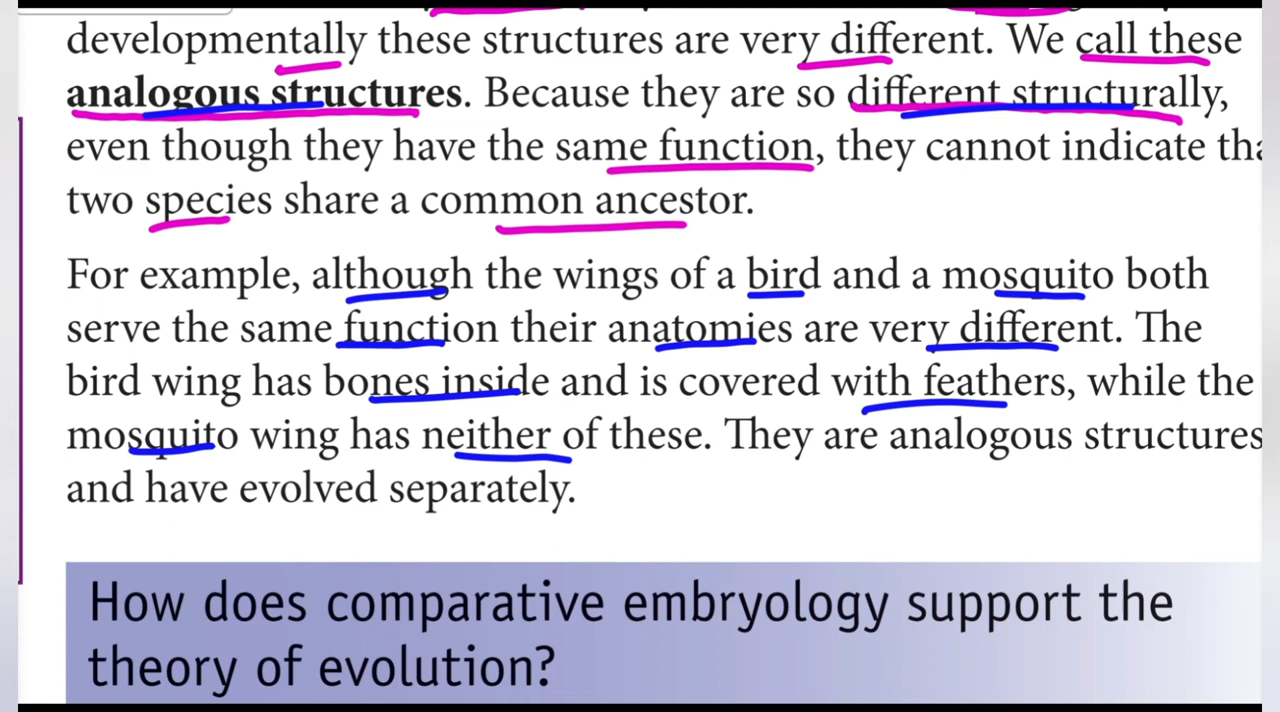 developmentally these structures are very different. We call these
analogous structures. Because they are so different structurally,
even though they have the same function, they cannot indicate tha
two species share a common ancestor.
For example, although the wings of a bird and a mosquito both
serve the same function their anatomies are very different. The
bird wing has bones inside and is covered with feathers, while the
mosquito wing has neither of these. They are analogous structures
and have evolved separately.
How does comparative embryology support the
theory of evolution?